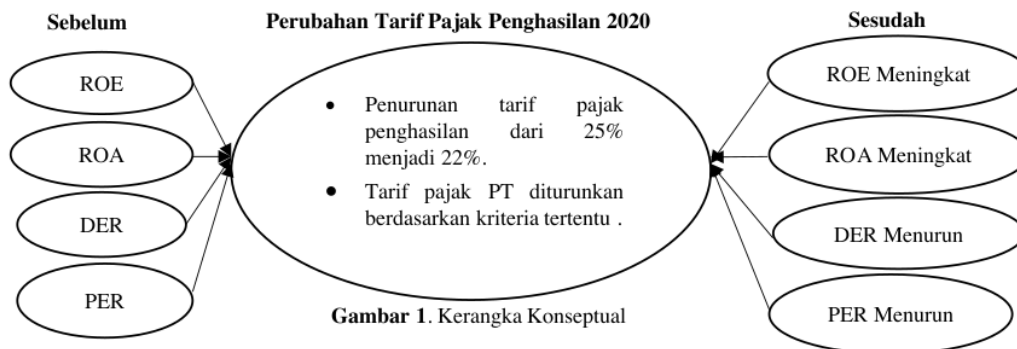 Sebelum
Perubahan Tarif Pajak Penghasilan 2020
Sesudah
ROE
ROA
DER
PER
• Penurunan tarif pajak
penghasilan dari 25%
menjadi 22%.
• Tarif pajak PT diturunkan
berdasarkan kriteria tertentu .
ROE Meningkat
ROA Meningkat
DER Menurun
PER Menurun
Gambar 1. Kerangka Konseptual